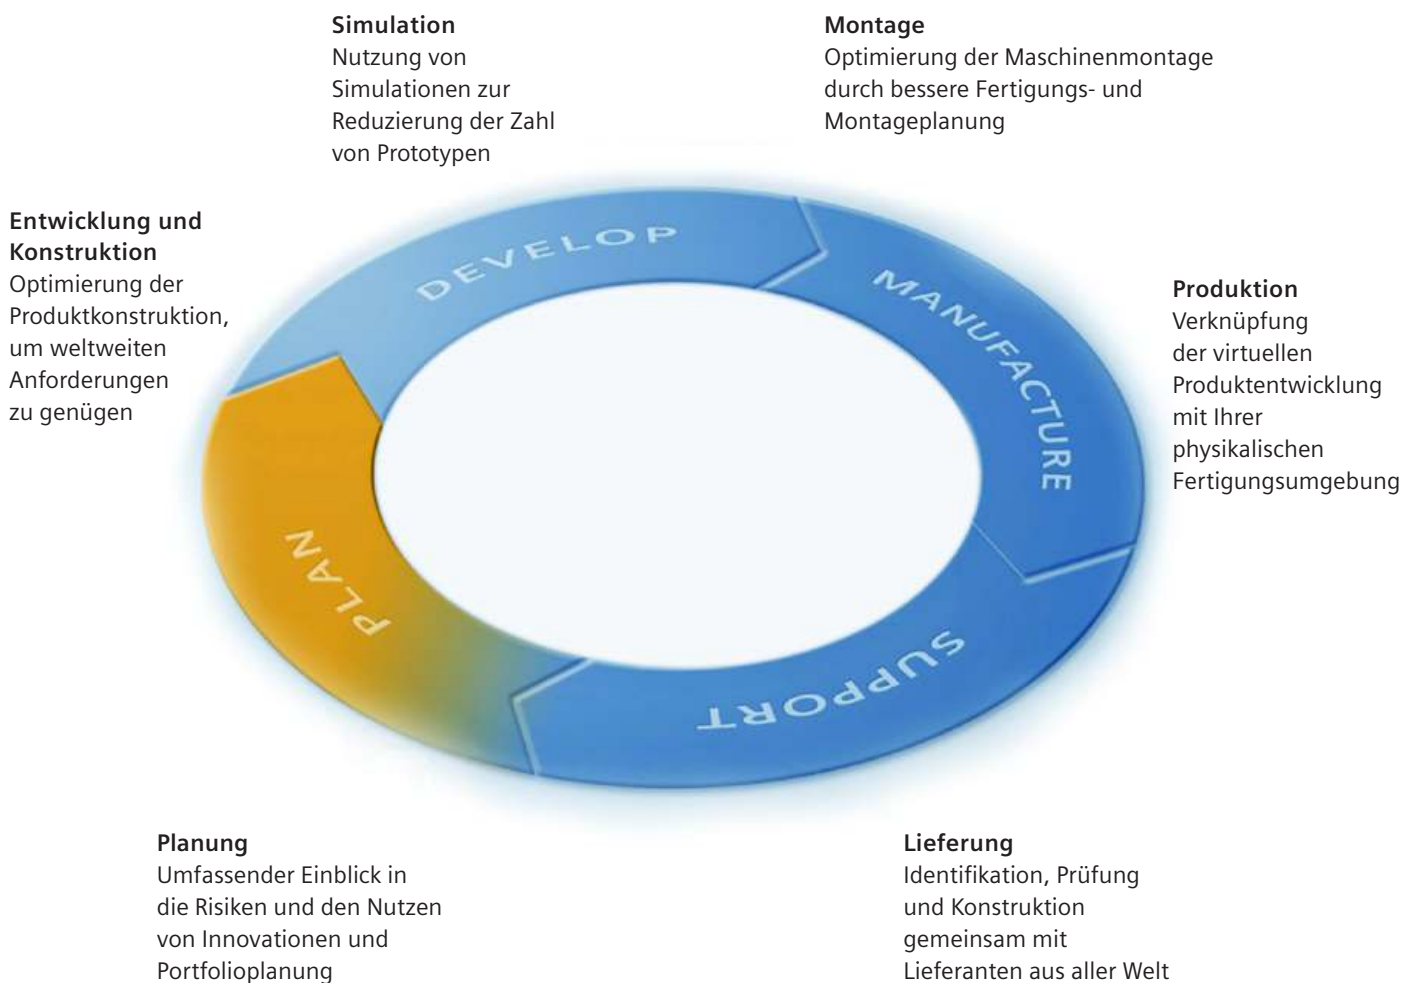 Simulation
Nutzung von
Simulationen zur
Reduzierung der Zahl
von Prototypen
Montage
Optimierung der Maschinenmontage
durch bessere Fertigungs- und
Montageplanung
Entwicklung und
Konstruktion
Optimierung der
Produktkonstruktion,
um weltweiten
Anforderungen
zu genügen
DEVELOP
MANUFACTURE
Produktion
Verknüpfung
der virtuellen
Produktentwicklung
mit Ihrer
physikalischen
Fertigungsumgebung
PLAN
SUPPORT
Planung
Umfassender Einblick in
die Risiken und den Nutzen
von Innovationen und
Portfolioplanung
Lieferung
Identifikation, Prüfung
und Konstruktion
gemeinsam mit
Lieferanten aus aller Welt